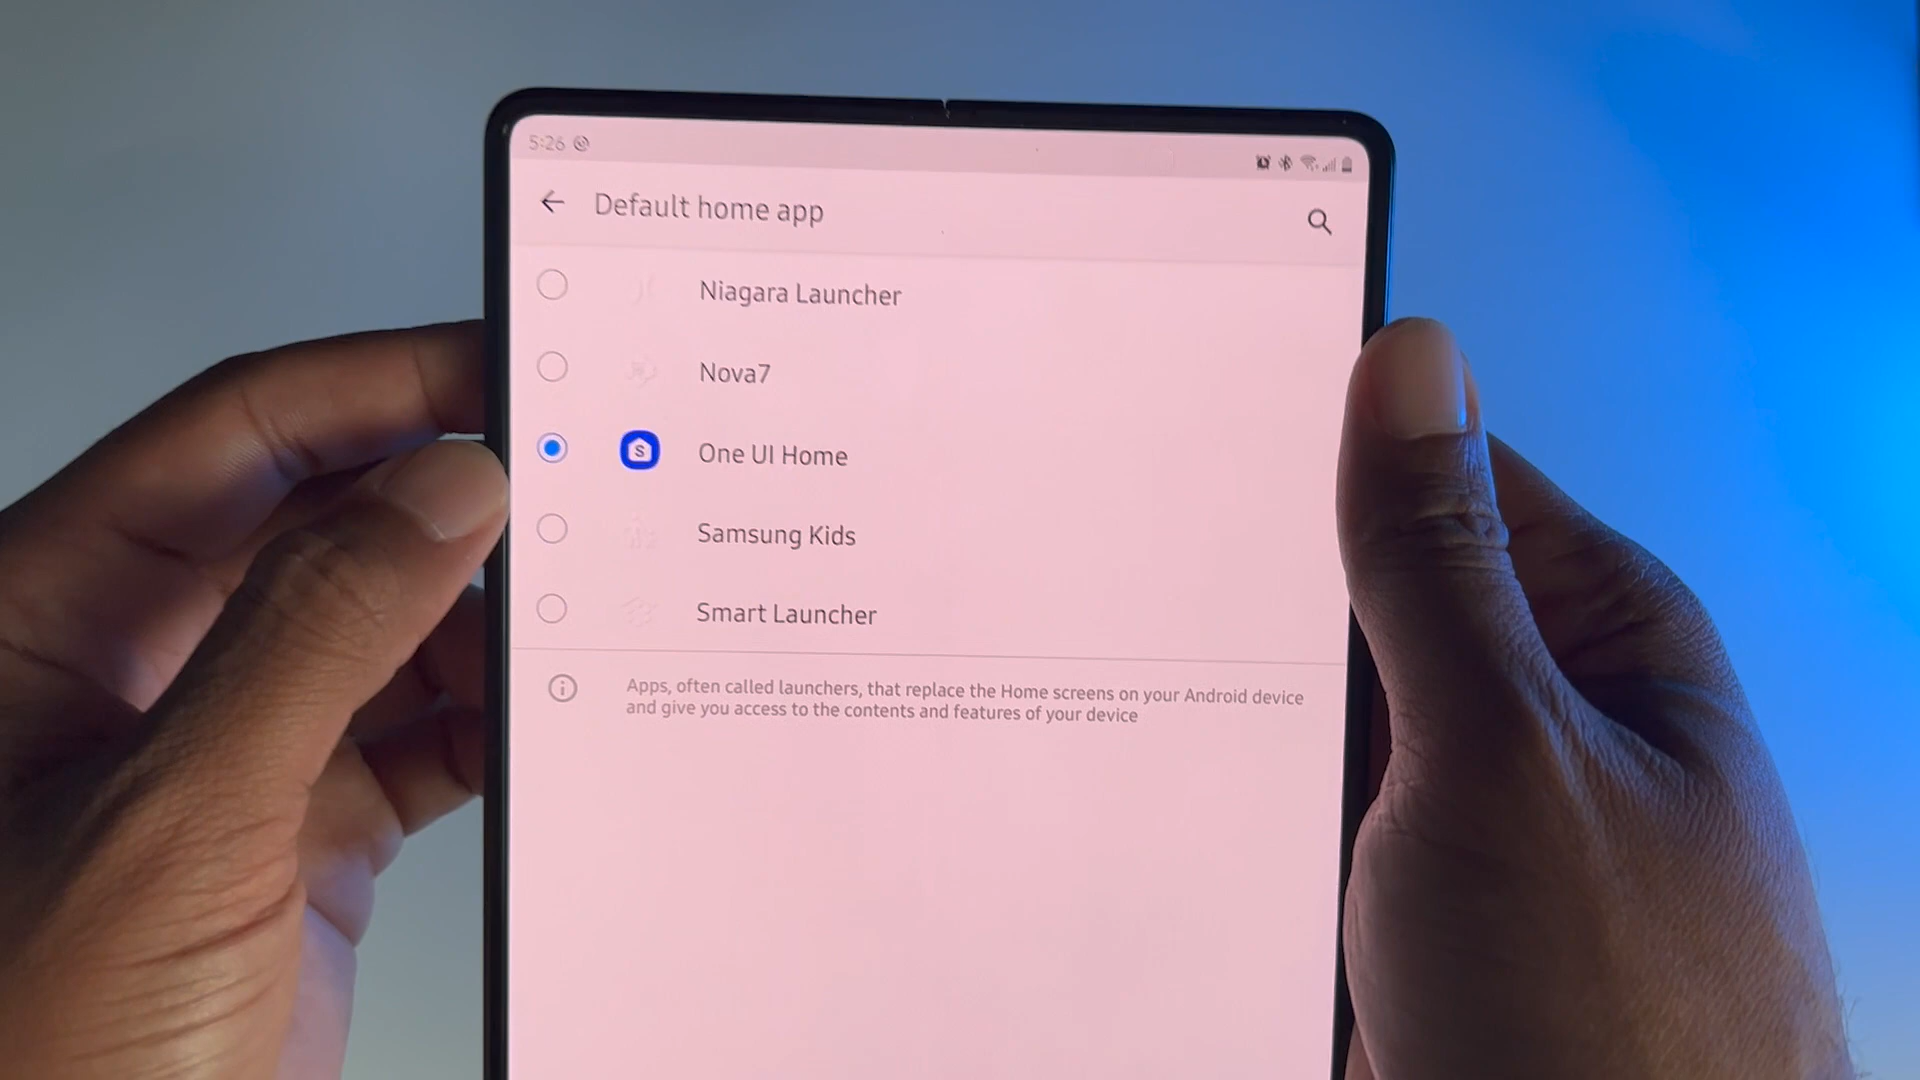 5:26
Default home app
Niagara Launcher
Nova7
S
One UI Home
Samsung Kids
Smart Launcher
Apps, often called launchers, that replace the Home screens on your Android device
and give you access to the contents and features of your device